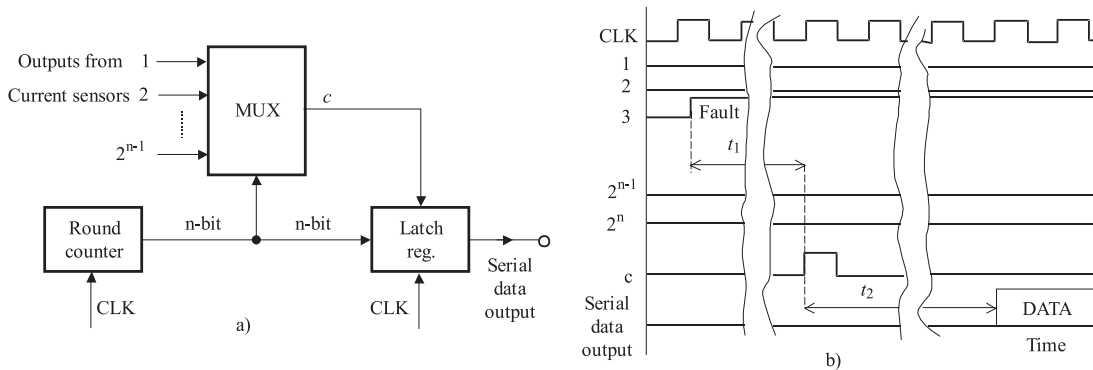 Outputs from 1
Current sensors 2
2^{n-1}
MUX
c
Round
counter
n-bit
n-bit
Latch
reg.
Serial
data
output
CLK
CLK
a)
CLK
1
2
3
Fault
t₁
2^{n-1}
2^{n}
c
t₂
Serial
data
output
DATA
Time
b)